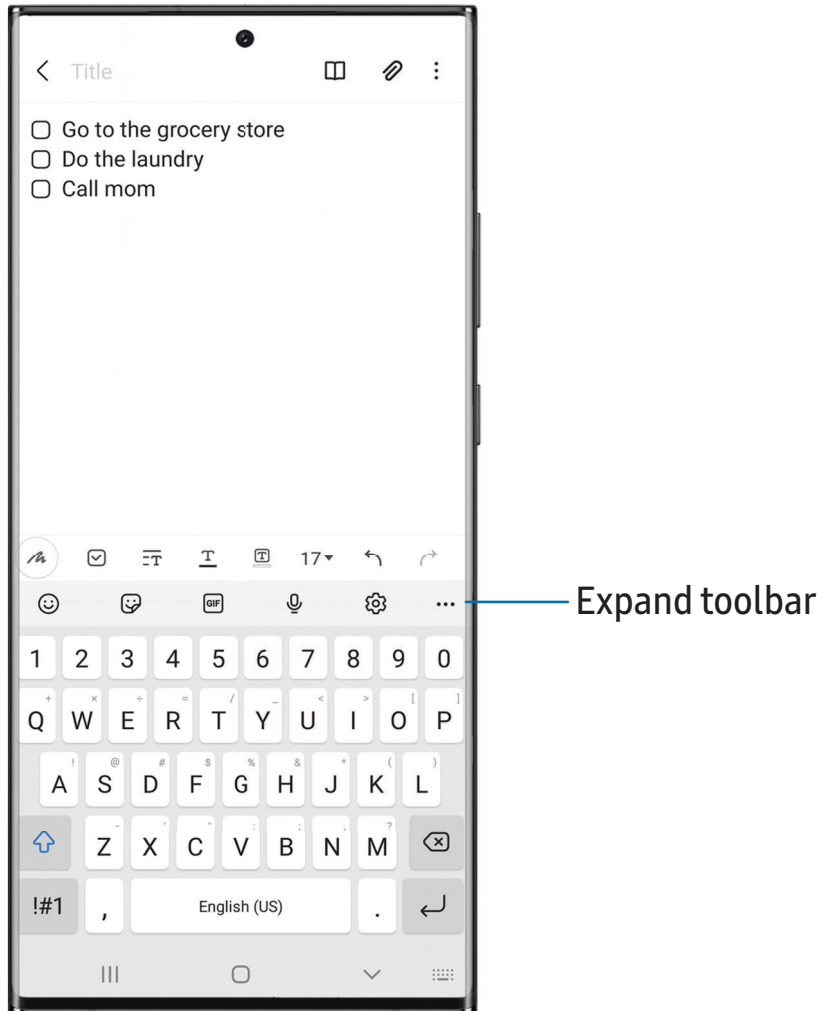 Title
Go to the grocery store
Do the laundry
Call mom
T T T 17
GIF
Expand toolbar
1 2 3 4 5 6 7 8 9 0
+ × ÷ = / _ < > [ ]
Q W E R T Y U I O P
! @ # $ % & * ( )
A S D F G H J K L
- ' " : ; , ?
Z X C V B N M
!#1 , English (US) .